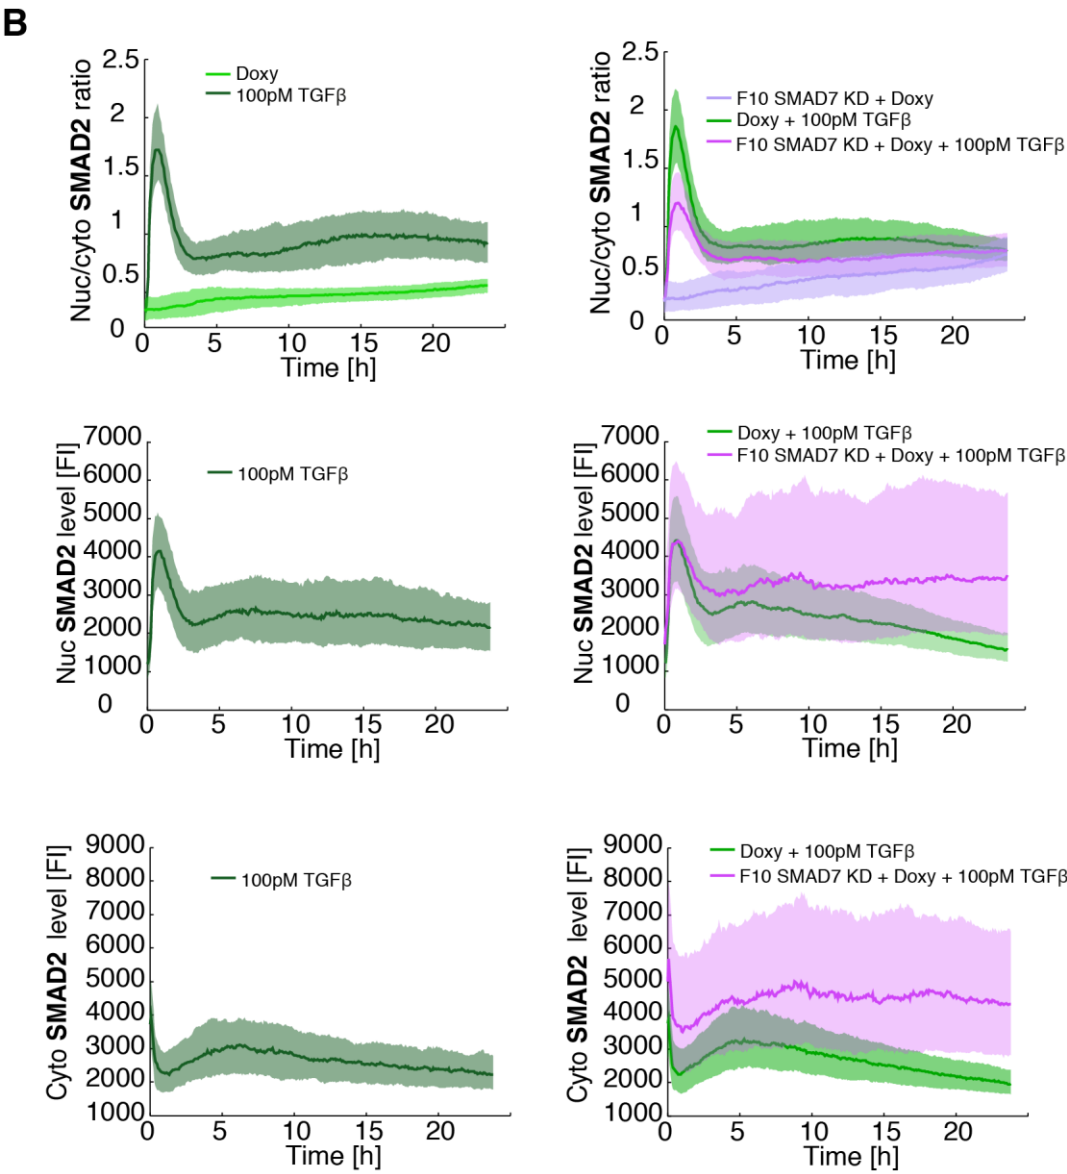 B
2.5
2
1.5
1
0.5
0
Nuc/cyto SMAD2 ratio
Doxy
100pM TGFβ
0 5 10 15 20
Time [h]
2.5
2
1.5
1
0.5
0
Nuc/cyto SMAD2 ratio
F10 SMAD7 KD + Doxy
Doxy + 100pM TGFβ
F10 SMAD7 KD + Doxy + 100pM TGFβ
0 5 10 15 20
Time [h]
7000
6000
5000
4000
3000
2000
1000
0
Nuc SMAD2 level [FI]
100pM TGFβ
0 5 10 15 20
Time [h]
7000
6000
5000
4000
3000
2000
1000
0
Nuc SMAD2 level [FI]
Doxy + 100pM TGFβ
F10 SMAD7 KD + Doxy + 100pM TGFβ
0 5 10 15 20
Time [h]
9000
8000
7000
6000
5000
4000
3000
2000
1000
Cyto SMAD2 level [FI]
100pM TGFβ
0 5 10 15 20
Time [h]
9000
8000
7000
6000
5000
4000
3000
2000
1000
Cyto SMAD2 level [FI]
Doxy + 100pM TGFβ
F10 SMAD7 KD + Doxy + 100pM TGFβ
0 5 10 15 20
Time [h]